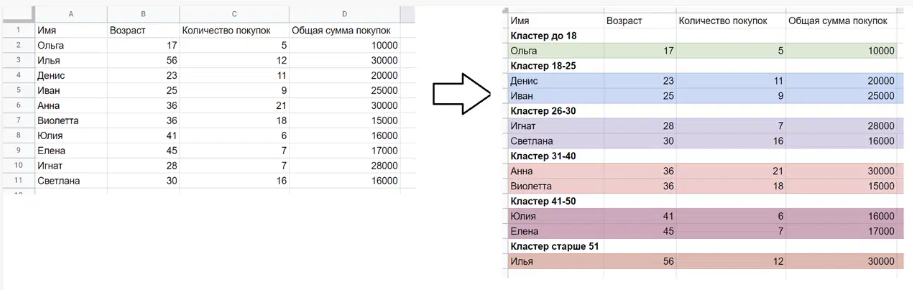 A B C D
1 Имя Возраст Количество покупок Общая сумма покупок
2 Ольга 17 5 10000
3 Илья 56 12 30000
4 Денис 23 11 20000
5 Иван 25 9 25000
6 Анна 36 21 30000
7 Виолетта 36 18 15000
8 Юлия 41 6 16000
9 Елена 45 7 17000
10 Игнат 28 7 28000
11 Светлана 30 16 16000
Имя Возраст Количество покупок Общая сумма покупок
Кластер до 18
Ольга 17 5 10000
Кластер 18-25
Денис 23 11 20000
Иван 25 9 25000
Кластер 26-30
Игнат 28 7 28000
Светлана 30 16 16000
Кластер 31-40
Анна 36 21 30000
Виолетта 36 18 15000
Кластер 41-50
Юлия 41 6 16000
Елена 45 7 17000
Кластер старше 51
Илья 56 12 30000